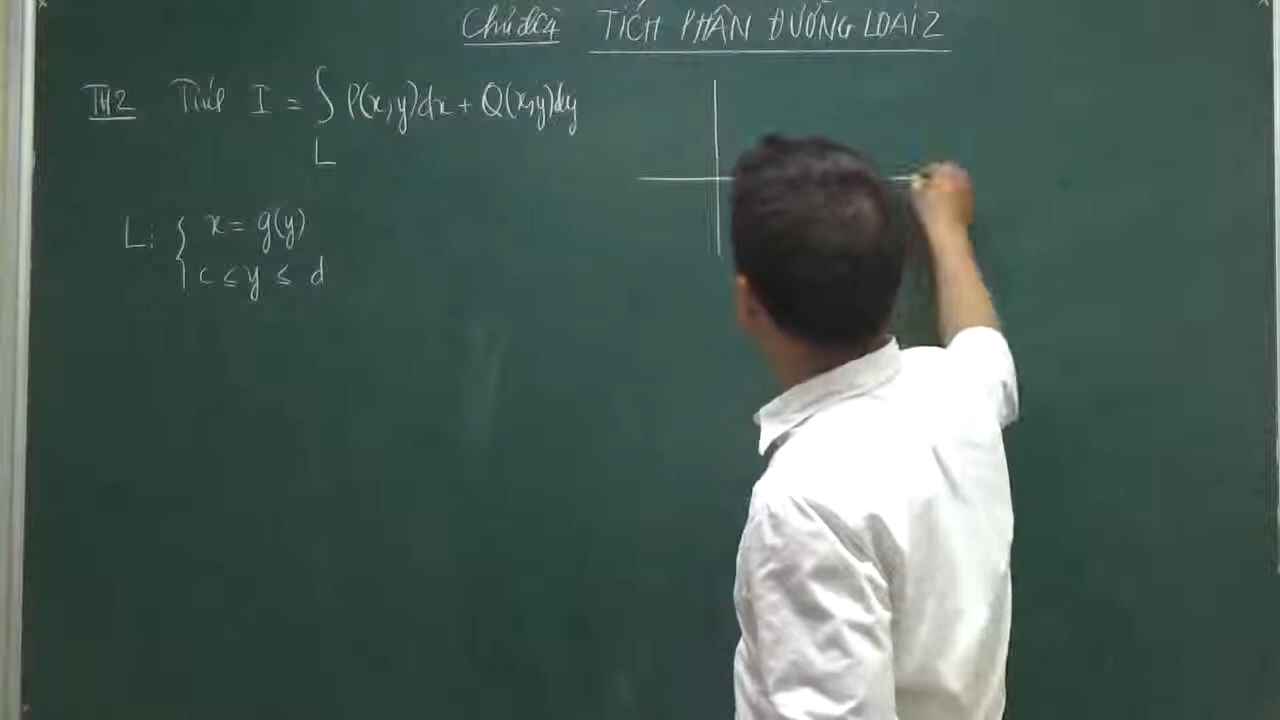 Chủ đề 4 TÍCH PHÂN ĐƯỜNG LOẠI 2
TH2 Tính I = ∫ P(x,y)dx + Q(x,y)dy
L
L: { x = g(y)
c ≤ y ≤ d